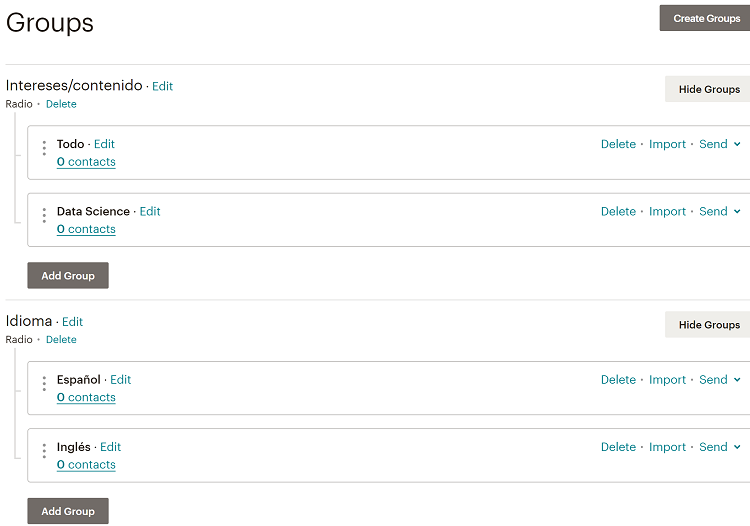 Groups
Create Groups
Intereses/contenido · Edit
Hide Groups
Radio • Delete
Todo · Edit
Delete • Import • Send
0 contacts
Data Science · Edit
Delete • Import • Send
0 contacts
Add Group
Idioma · Edit
Hide Groups
Radio • Delete
Español · Edit
Delete • Import • Send
0 contacts
Inglés · Edit
Delete • Import • Send
0 contacts
Add Group